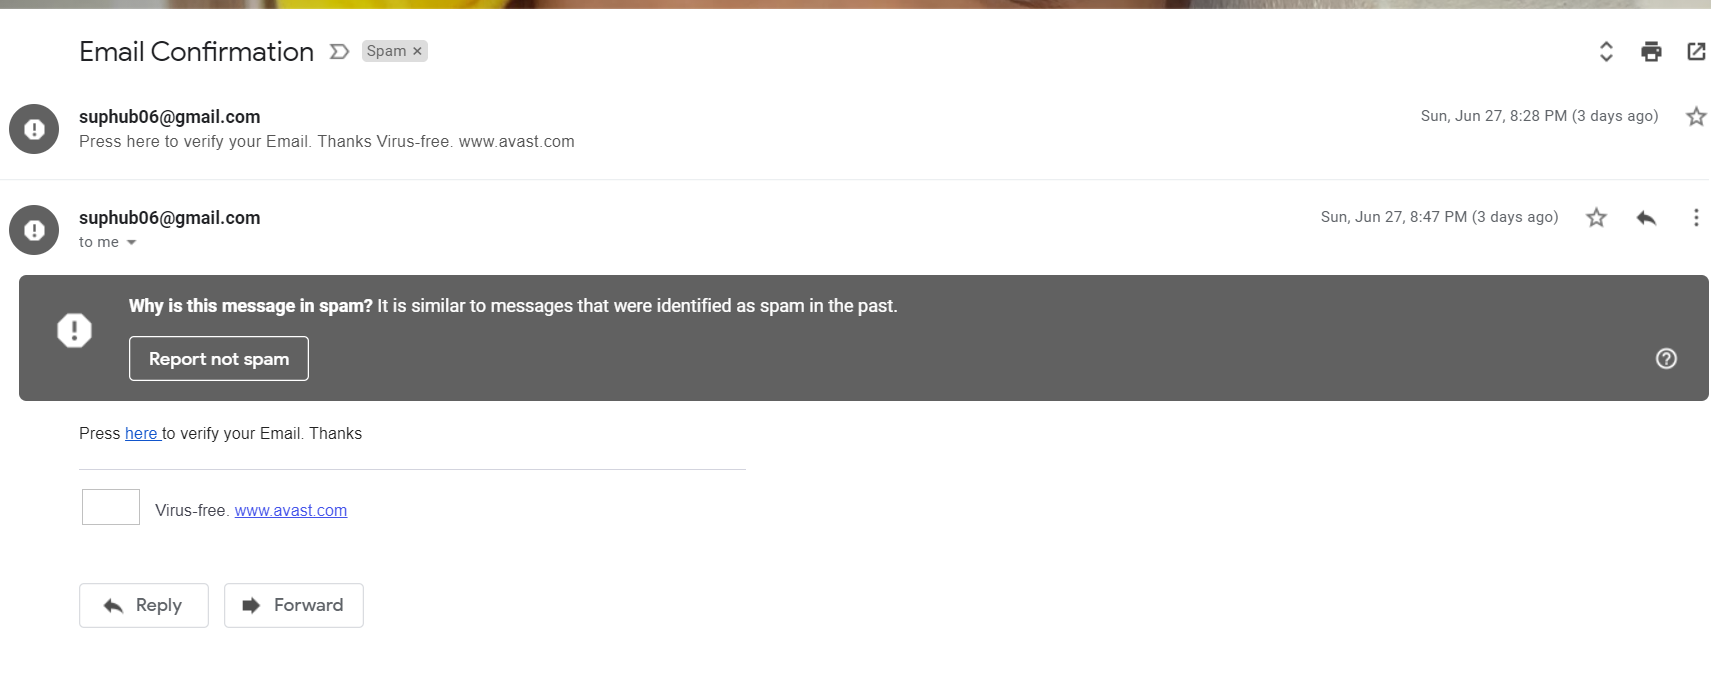 Email Confirmation Spam ×
suphub06@gmail.com Sun, Jun 27, 8:28 PM (3 days ago)
Press here to verify your Email. Thanks Virus-free. www.avast.com
suphub06@gmail.com Sun, Jun 27, 8:47 PM (3 days ago)
to me
Why is this message in spam? It is similar to messages that were identified as spam in the past.
Report not spam
Press here to verify your Email. Thanks
Virus-free. www.avast.com
Reply Forward